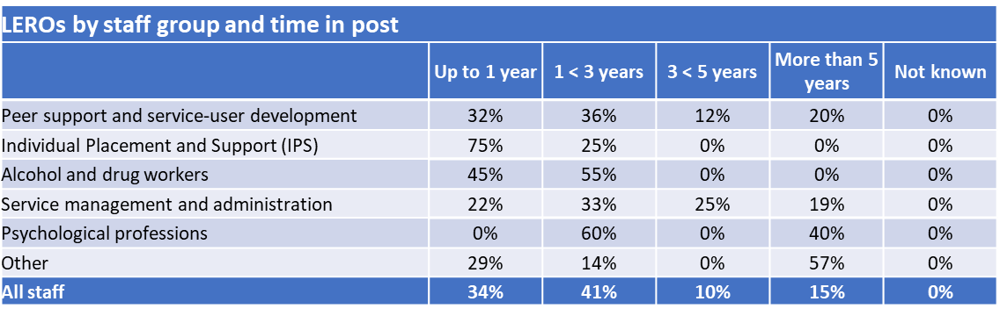 LEROs by staff group and time in post
Up to 1 year 1 < 3 years 3 < 5 years More than 5 years Not known
Peer support and service-user development 32% 36% 12% 20% 0%
Individual Placement and Support (IPS) 75% 25% 0% 0% 0%
Alcohol and drug workers 45% 55% 0% 0% 0%
Service management and administration 22% 33% 25% 19% 0%
Psychological professions 0% 60% 0% 40% 0%
Other 29% 14% 0% 57% 0%
All staff 34% 41% 10% 15% 0%